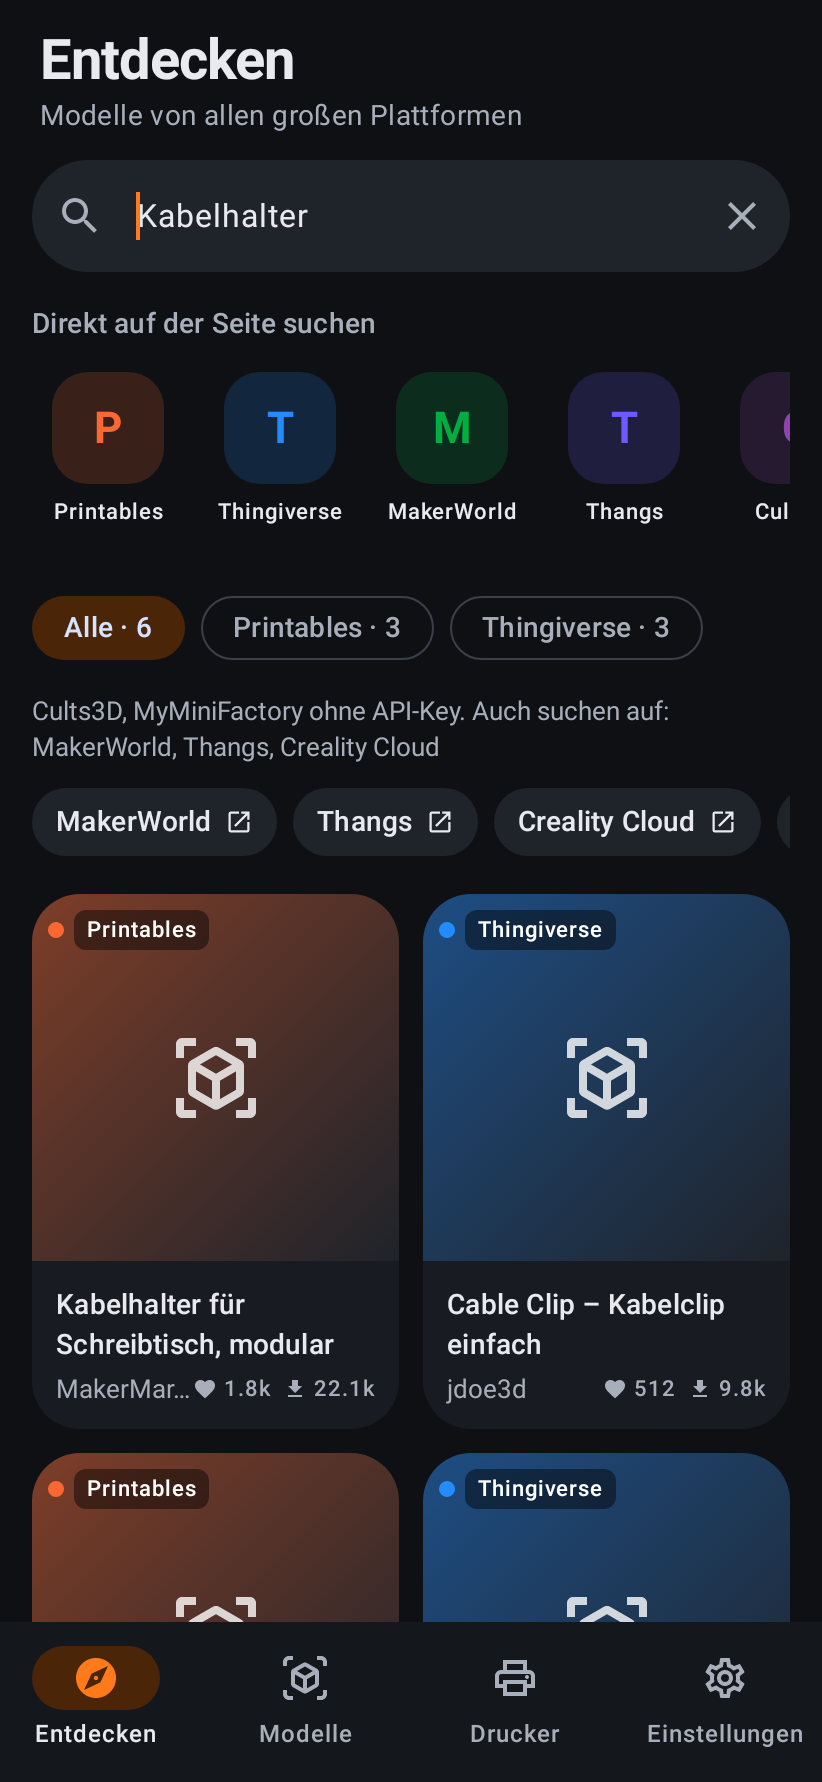 Entdecken
Modelle von allen großen Plattformen
Kabelhalter
Direkt auf der Seite suchen
P T M T
Printables Thingiverse MakerWorld Thangs Cul
Alle · 6 Printables · 3 Thingiverse · 3
Cults3D, MyMiniFactory ohne API-Key. Auch suchen auf:
MakerWorld, Thangs, Creality Cloud
MakerWorld Thangs Creality Cloud
Printables
Kabelhalter für
Schreibtisch, modular
MakerMar… 1.8k 22.1k
Thingiverse
Cable Clip – Kabelclip
einfach
jdoe3d 512 9.8k
Printables
Thingiverse
Entdecken Modelle Drucker Einstellungen